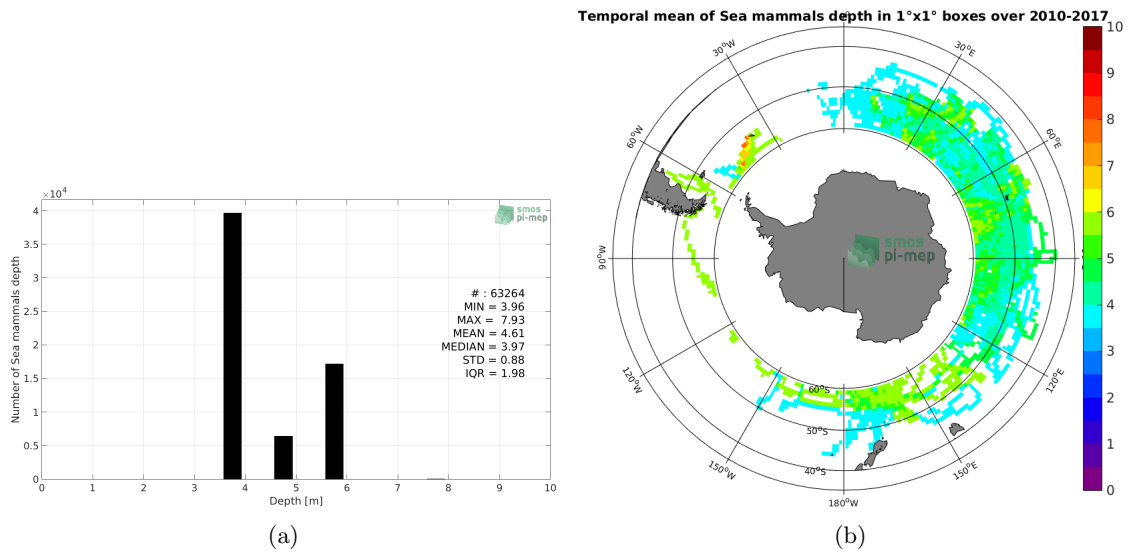 Temporal mean of Sea mammals depth in 1°x1° boxes over 2010-2017
×10⁴
4
3.5
3
2.5
2
1.5
1
0.5
0
Number of Sea mammals depth
smos
pi-mep
# : 63264
MIN = 3.96
MAX = 7.93
MEAN = 4.61
MEDIAN = 3.97
STD = 0.88
IQR = 1.98
0 1 2 3 4 5 6 7 8 9 10
Depth [m]
(a)
30°W
30°E
60°W
60°E
90°W
120°W
120°E
150°W
150°E
180°W
60°S
50°S
40°S
smos
pi-mep
10
9
8
7
6
5
4
3
2
1
0
(b)